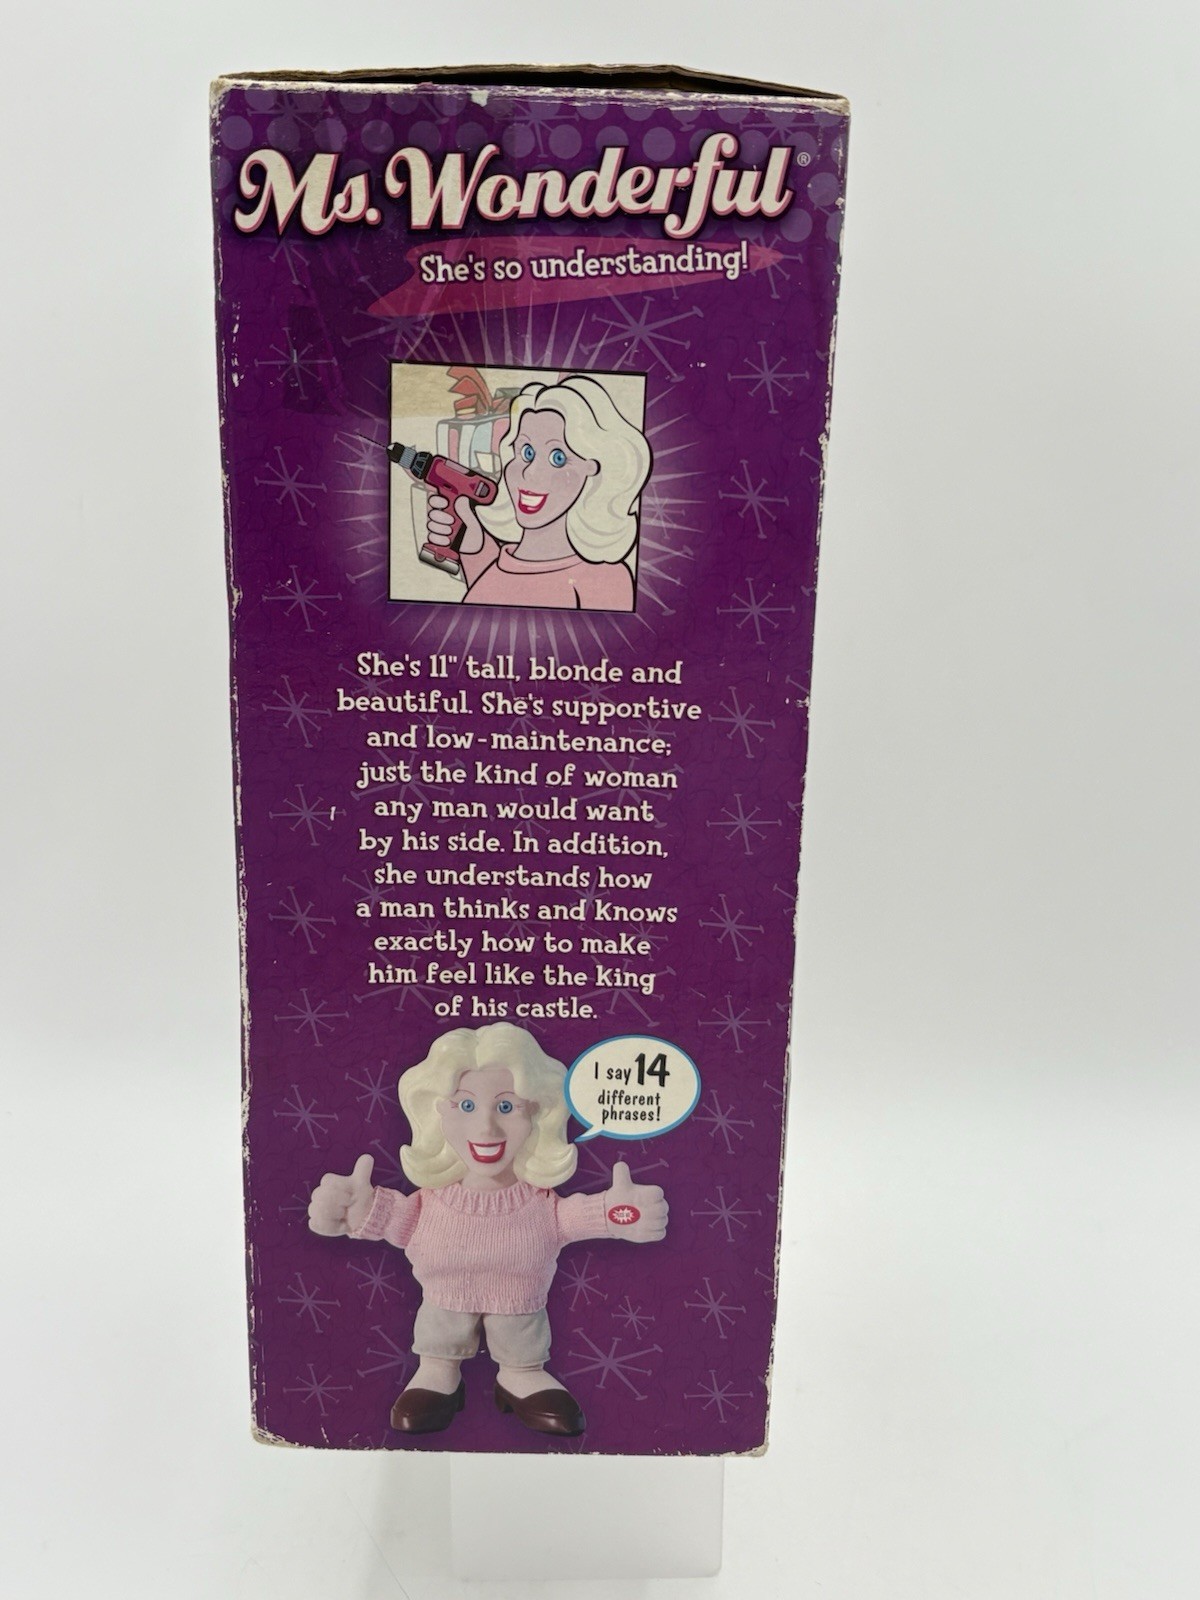 Ms. Wonderful®
She's so understanding!
She's 11" tall, blonde and
beautiful. She's supportive
and low-maintenance;
just the kind of woman
any man would want
by his side. In addition,
she understands how
a man thinks and knows
exactly how to make
him feel like the king
of his castle.
I say 14
different
phrases!